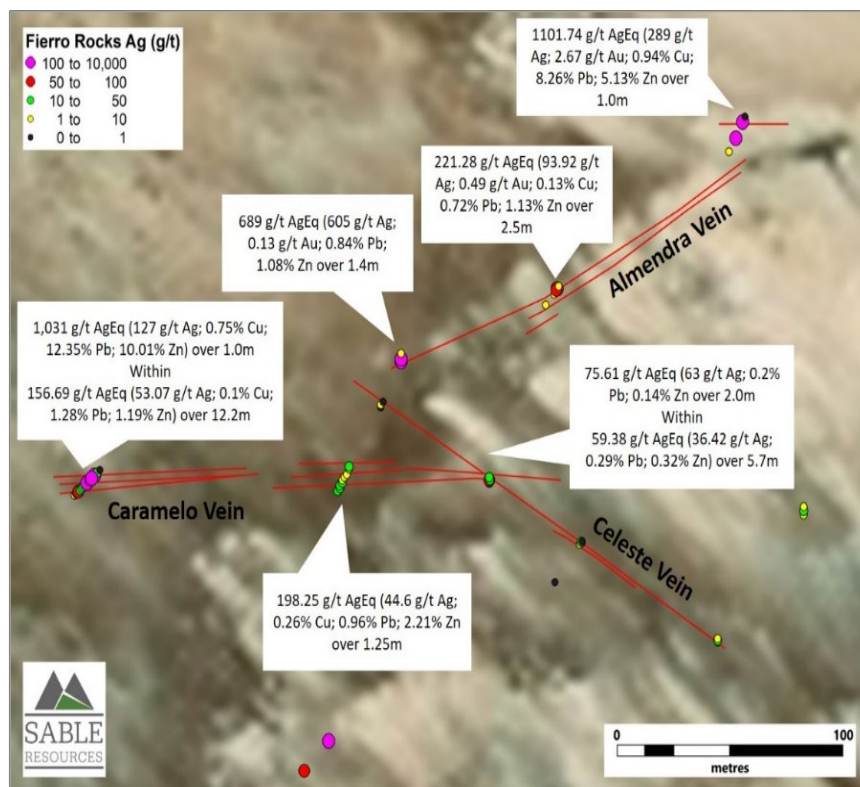 Fierro Rocks Ag (g/t)
100 to 10,000
50 to 100
10 to 50
1 to 10
0 to 1
1101.74 g/t AgEq (289 g/t
Ag; 2.67 g/t Au; 0.94% Cu;
8.26% Pb; 5.13% Zn over
1.0m
221.28 g/t AgEq (93.92 g/t
Ag; 0.49 g/t Au; 0.13% Cu;
0.72% Pb; 1.13% Zn over
2.5m
689 g/t AgEq (605 g/t Ag;
0.13 g/t Au; 0.84% Pb;
1.08% Zn over 1.4m
Almendra Vein
1,031 g/t AgEq (127 g/t Ag; 0.75% Cu;
12.35% Pb; 10.01% Zn) over 1.0m
Within
156.69 g/t AgEq (53.07 g/t Ag; 0.1% Cu;
1.28% Pb; 1.19% Zn) over 12.2m
75.61 g/t AgEq (63 g/t Ag; 0.2%
Pb; 0.14% Zn over 2.0m
Within
59.38 g/t AgEq (36.42 g/t Ag;
0.29% Pb; 0.32% Zn) over 5.7m
Caramelo Vein
Celeste Vein
198.25 g/t AgEq (44.6 g/t Ag;
0.26% Cu; 0.96% Pb; 2.21% Zn
over 1.25m
SABLE
RESOURCES
0 100
metres